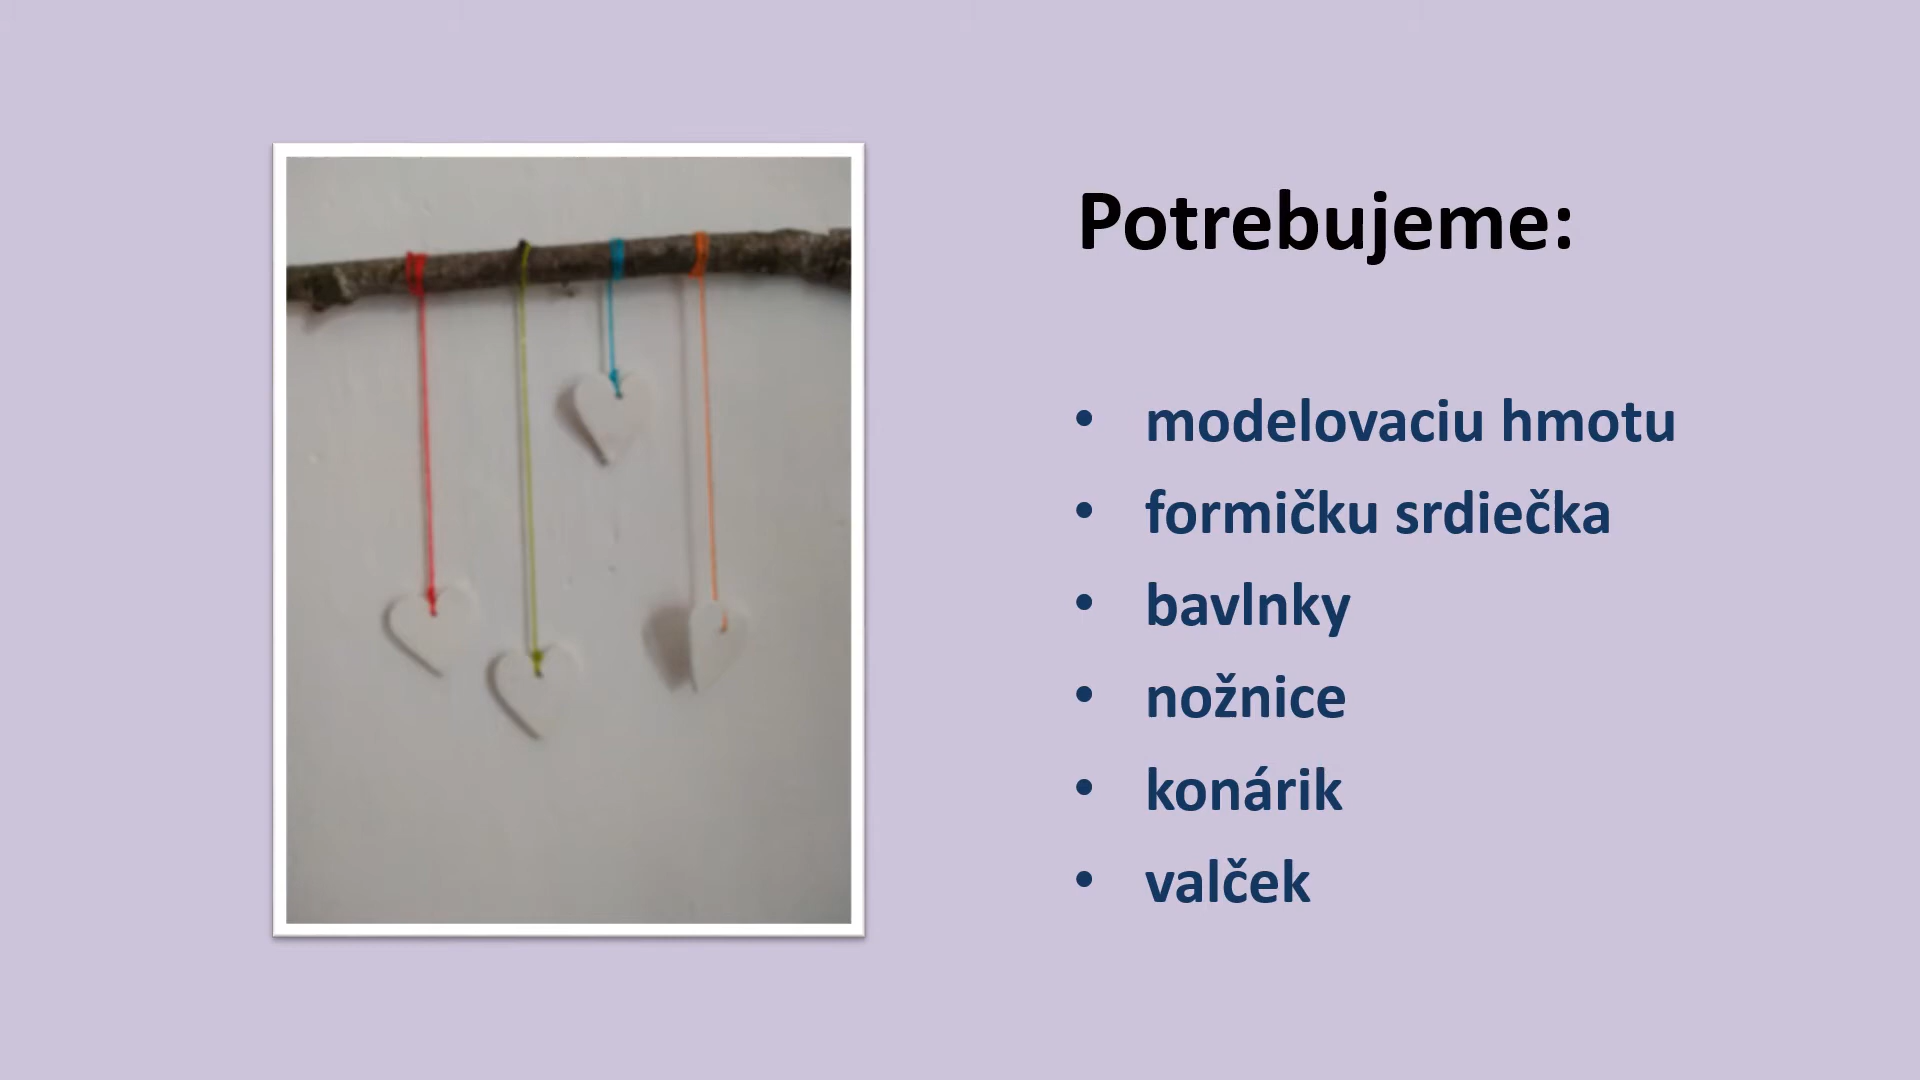 Potrebujeme:
• modelovaciu hmotu
• formičku srdiečka
• bavlnky
• nožnice
• konárik
• valček